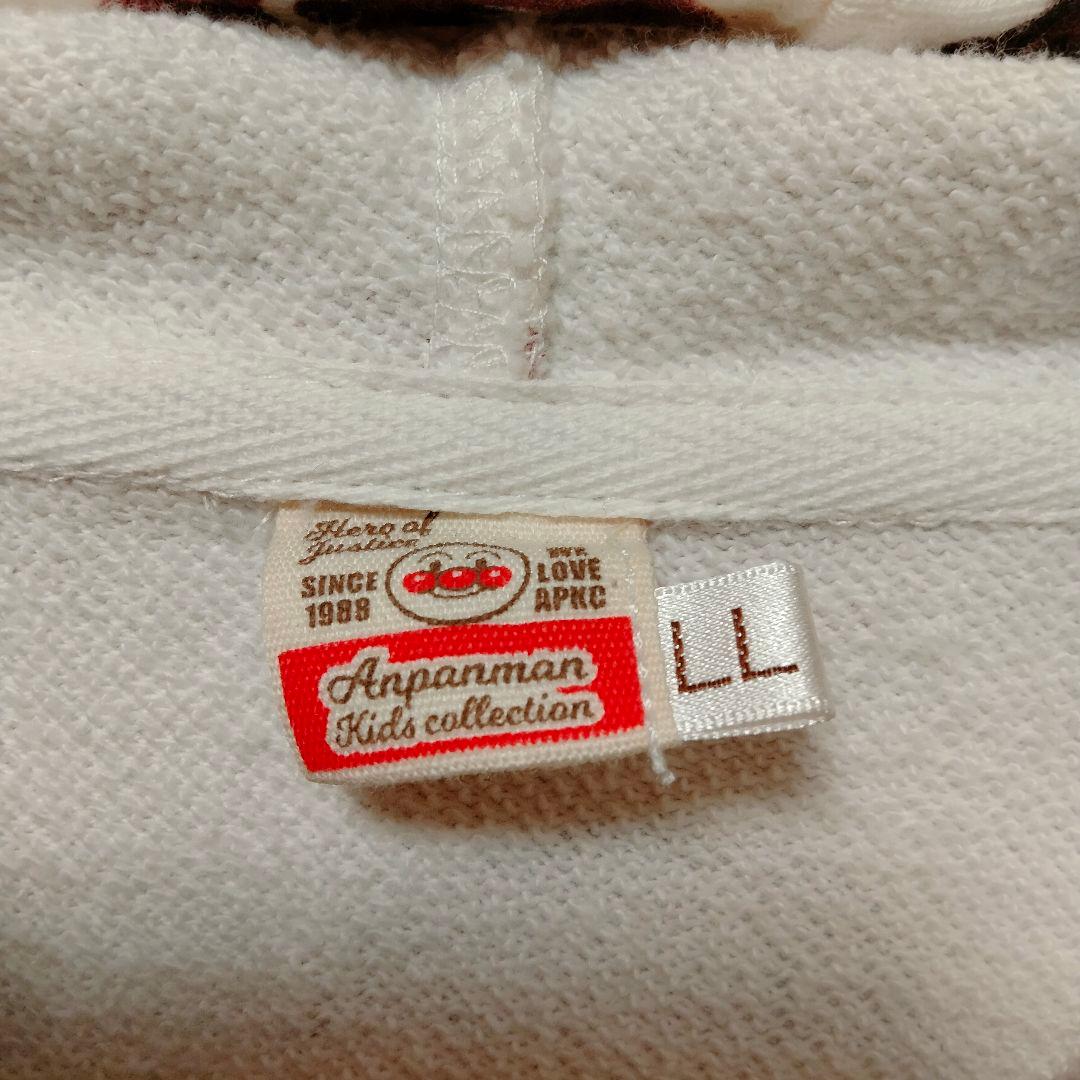 Hero of
Justice
SINCE
1988
WE
LOVE
APKC
Anpanman
Kids collection
LL